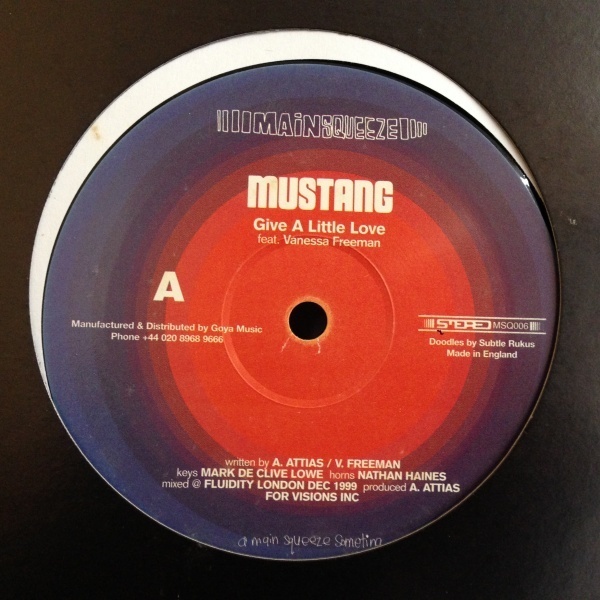 MAINSQUEEZE
MUSTANG
Give A Little Love
feat. Vanessa Freeman
A
Manufactured & Distributed by Goya Music
Phone +44 020 8968 9666
STEREO MSQ006
Doodles by Subtle Rukus
Made in England
written by A. ATTIAS / V. FREEMAN
keys MARK DE CLIVE LOWE horns NATHAN HAINES
mixed @ FLUIDITY LONDON DEC 1999 produced A. ATTIAS
FOR VISIONS INC
a main squeeze someting